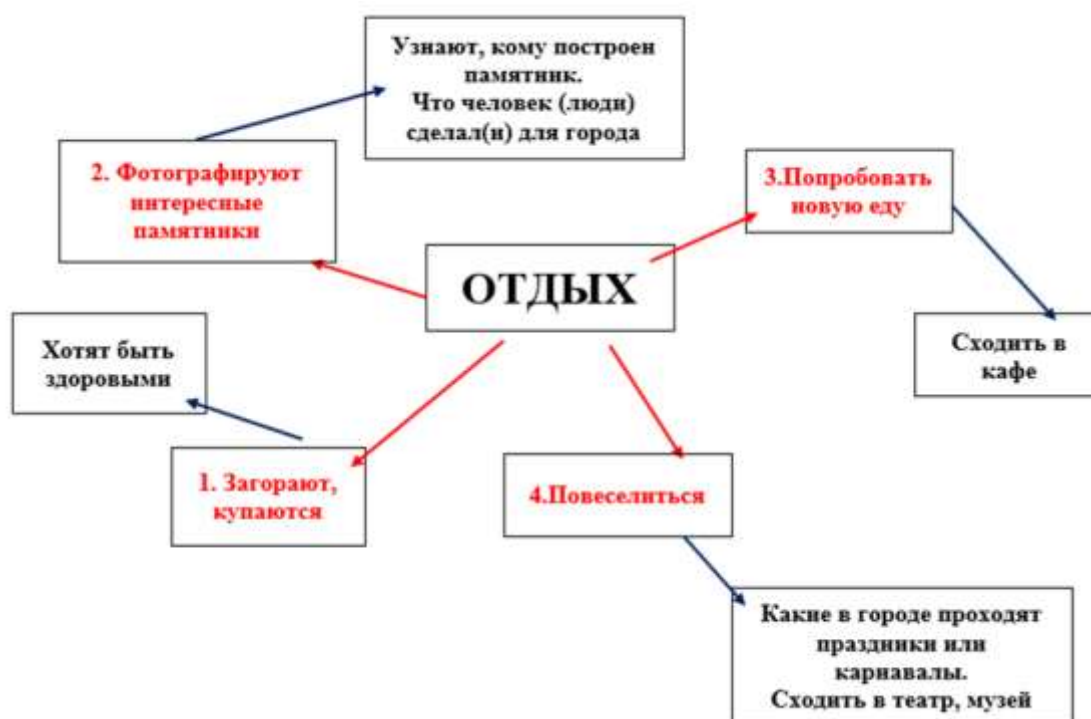 Узнают, кому построен
памятник.
Что человек (люди)
сделал(и) для города
2. Фотографируют
интересные
памятники
3.Попробовать
новую еду
ОТДЫХ
Хотят быть
здоровыми
Сходить в
кафе
1. Загорают,
купаются
4.Повеселиться
Какие в городе проходят
праздники или
карнавалы.
Сходить в театр, музей